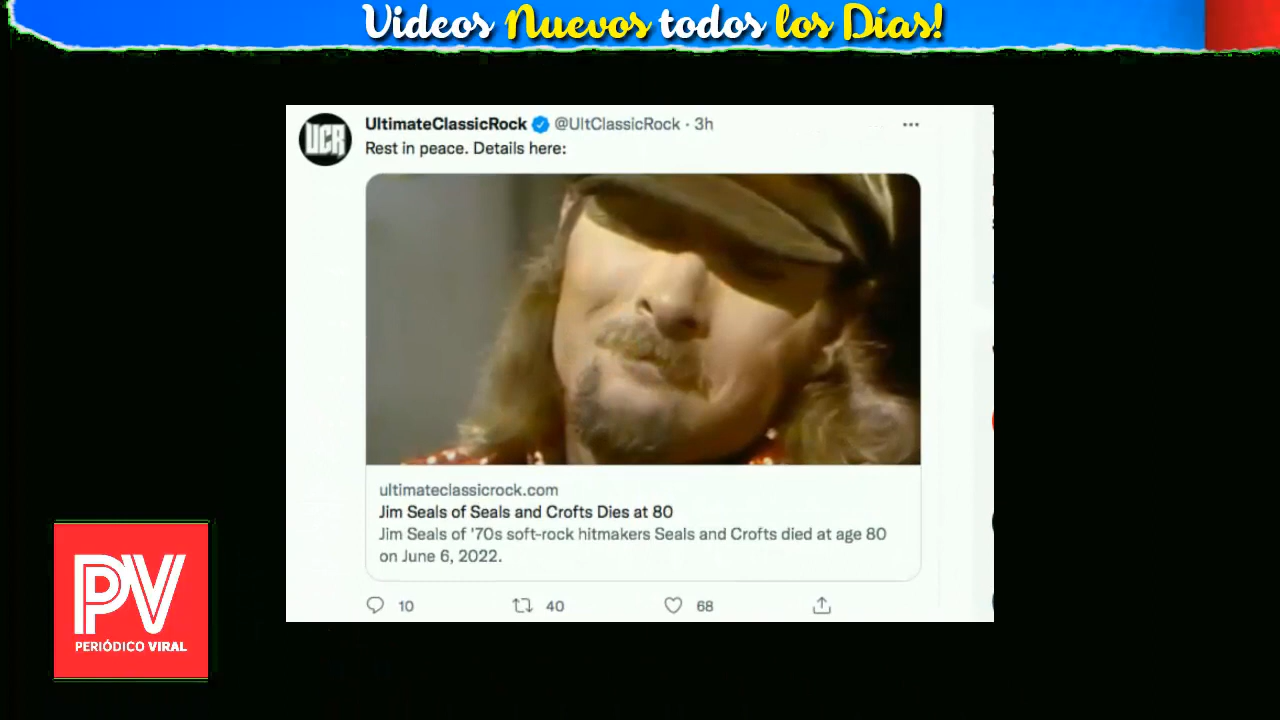 Videos Nuevos todos los Días!
UCR
UltimateClassicRock @UltClassicRock · 3h
Rest in peace. Details here:
ultimateclassicrock.com
Jim Seals of Seals and Crofts Dies at 80
Jim Seals of '70s soft-rock hitmakers Seals and Crofts died at age 80
on June 6, 2022.
10 40 68
PV
PERIÓDICO VIRAL